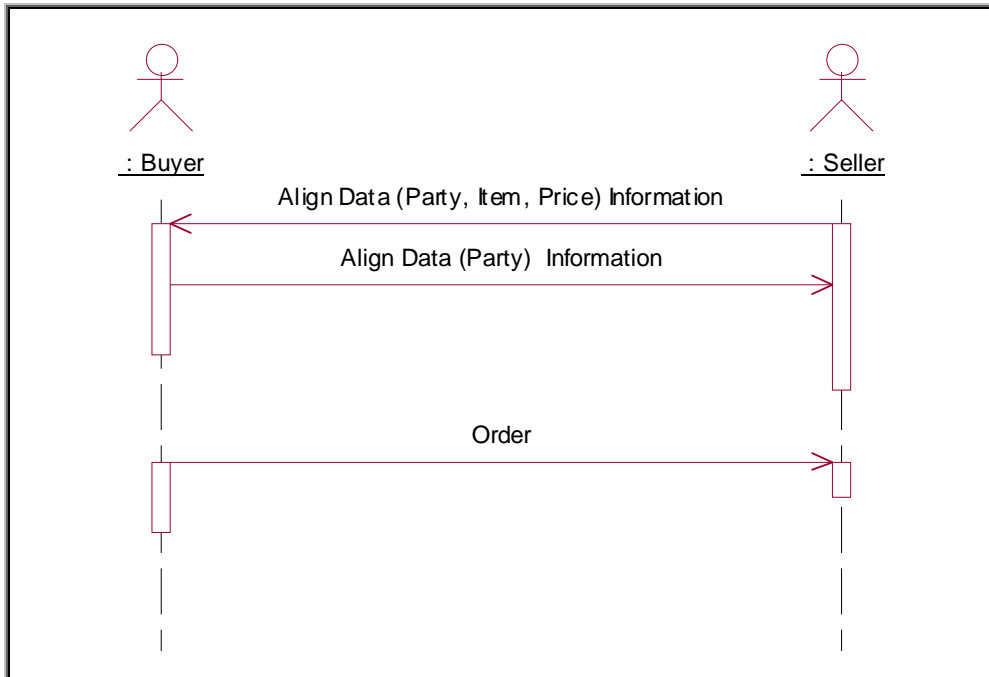 : Buyer
: Seller
Align Data (Party, Item, Price) Information
Align Data (Party) Information
Order